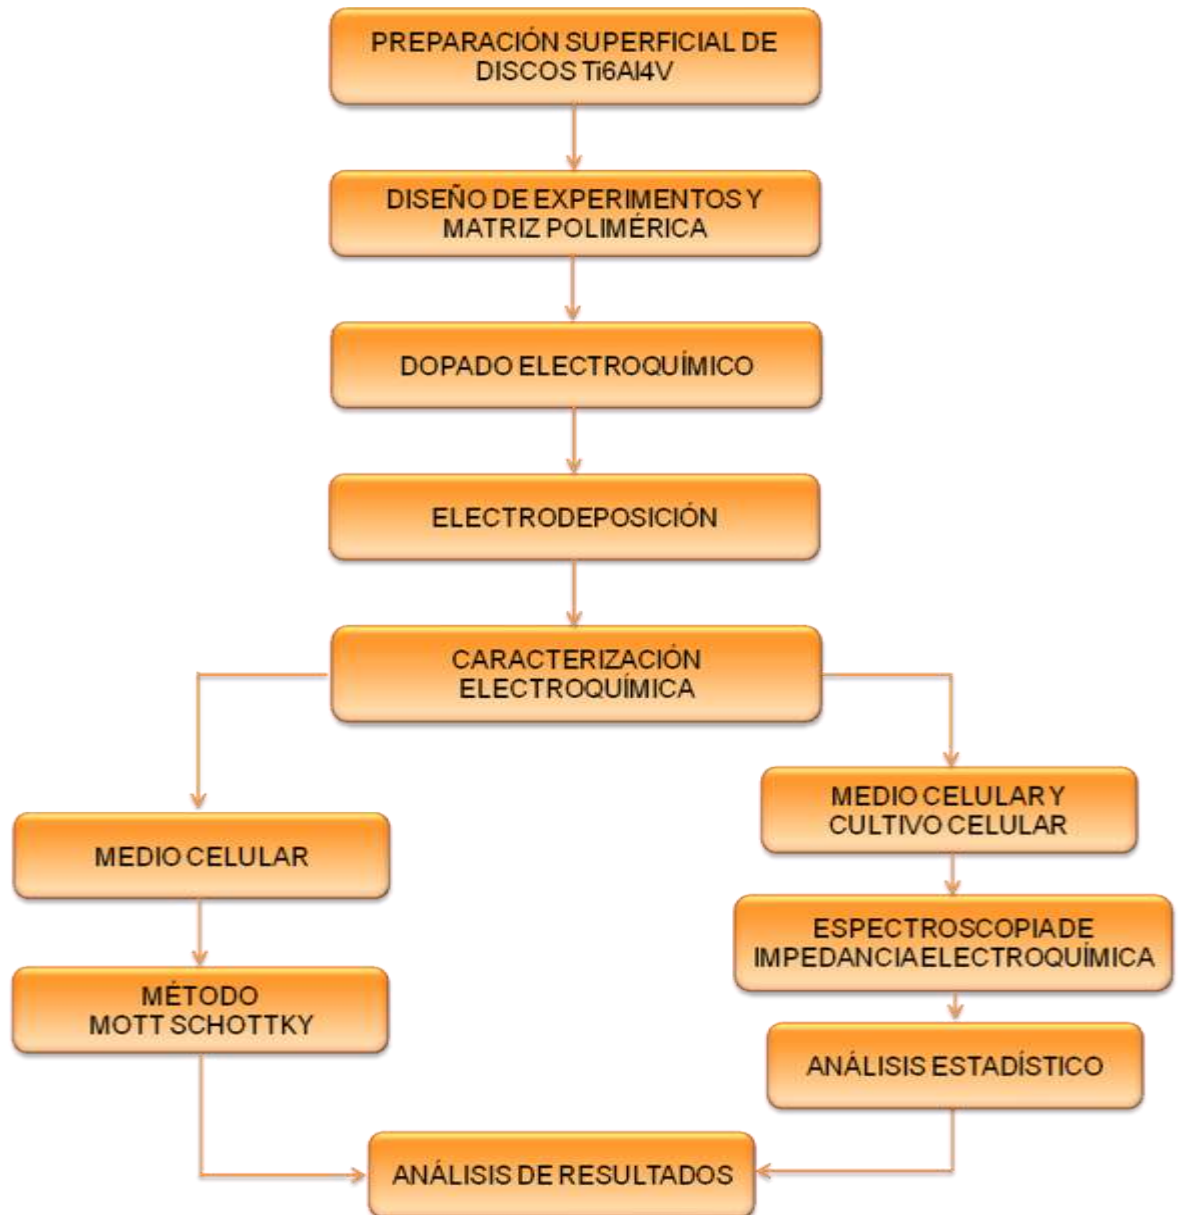 PREPARACIÓN SUPERFICIAL DE
DISCOS Ti6Al4V
DISEÑO DE EXPERIMENTOS Y
MATRIZ POLIMÉRICA
DOPADO ELECTROQUÍMICO
ELECTRODEPOSICIÓN
CARACTERIZACIÓN
ELECTROQUÍMICA
MEDIO CELULAR
MÉTODO
MOTT SCHOTTKY
MEDIO CELULAR Y
CULTIVO CELULAR
ESPECTROSCOPIA DE
IMPEDANCIA ELECTROQUÍMICA
ANÁLISIS ESTADÍSTICO
ANÁLISIS DE RESULTADOS